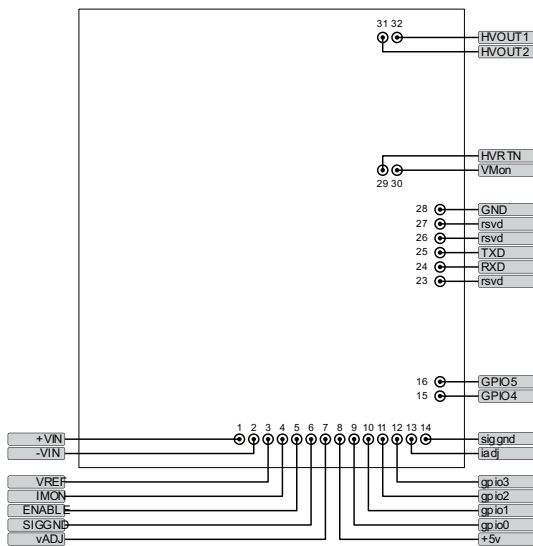 31 32
HVOUT1
HVOUT2
HVRTN
VMon
29 30
28 GND
27 rsvd
26 rsvd
25 TXD
24 RXD
23 rsvd
16 GPIO5
15 GPIO4
1 2 3 4 5 6 7 8 9 10 11 12 13 14
+VIN
siggnd
-VIN
iadj
VREF
gpio3
IMON
gpio2
ENABLE
gpio1
SIGGND
gpio0
vADJ
+5v